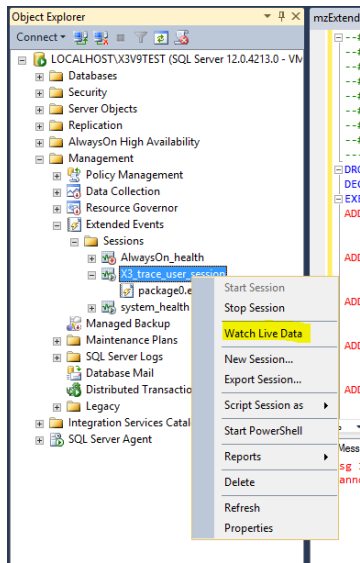 Object Explorer
mzExtend
Connect
LOCALHOST\X3V9TEST (SQL Server 12.0.4213.0 - VM
Databases
Security
Server Objects
Replication
AlwaysOn High Availability
Management
Policy Management
Data Collection
Resource Governor
Extended Events
Sessions
AlwaysOn_health
X3_trace_user_session
package0.e
system_health
Managed Backup
Maintenance Plans
SQL Server Logs
Database Mail
Distributed Transactio
Legacy
Integration Services Catal
SQL Server Agent
Start Session
Stop Session
Watch Live Data
New Session...
Export Session...
Script Session as
Start PowerShell
Reports
Delete
Refresh
Properties
--#
--#
--#
--#
--#
--#
--#
DRO
DEC
EXE
ADD
ADD
ADD
ADD
ADD
Mess
sg
anno